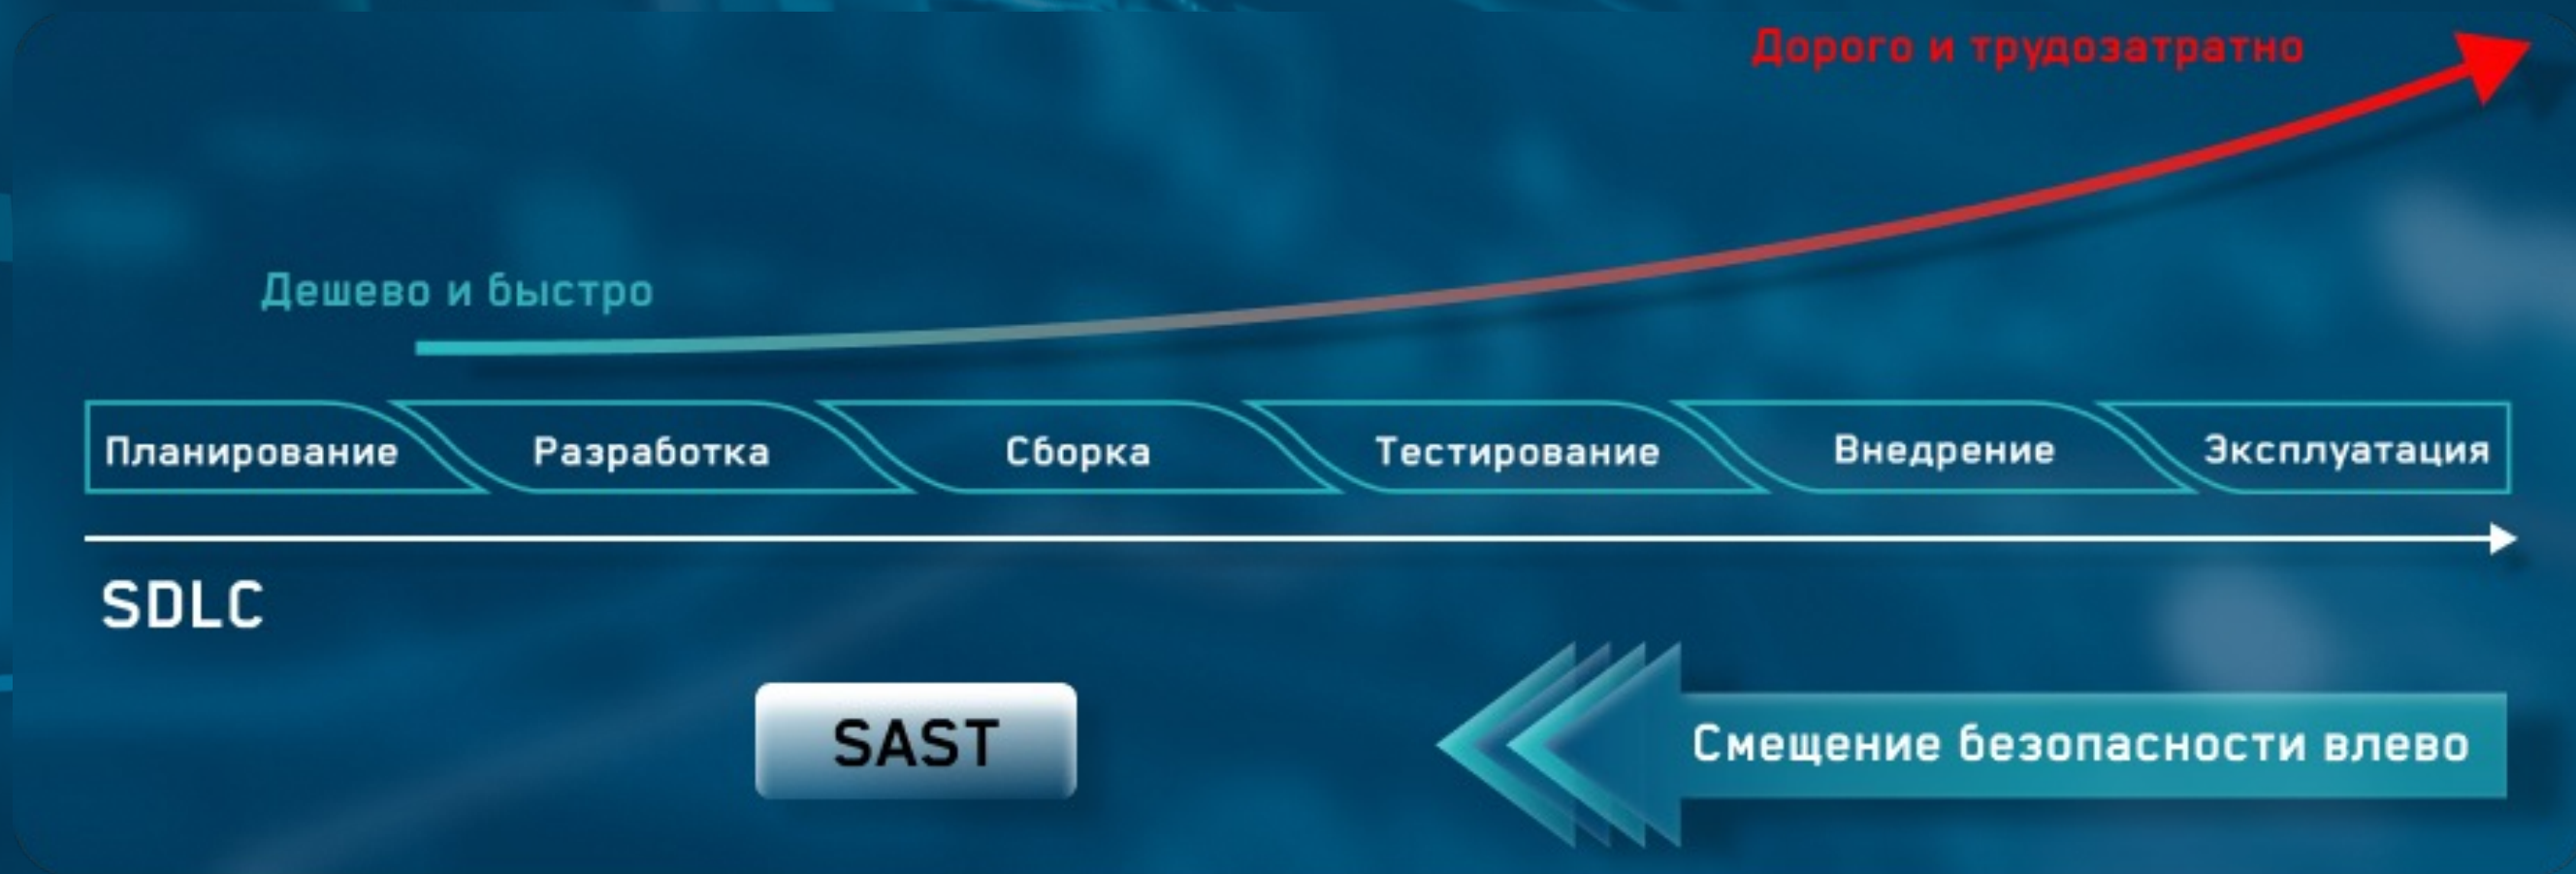 Дорого и трудозатратно
Дешево и быстро
Планирование
Разработка
Сборка
Тестирование
Внедрение
Эксплуатация
SDLC
SAST
Смещение безопасности влево